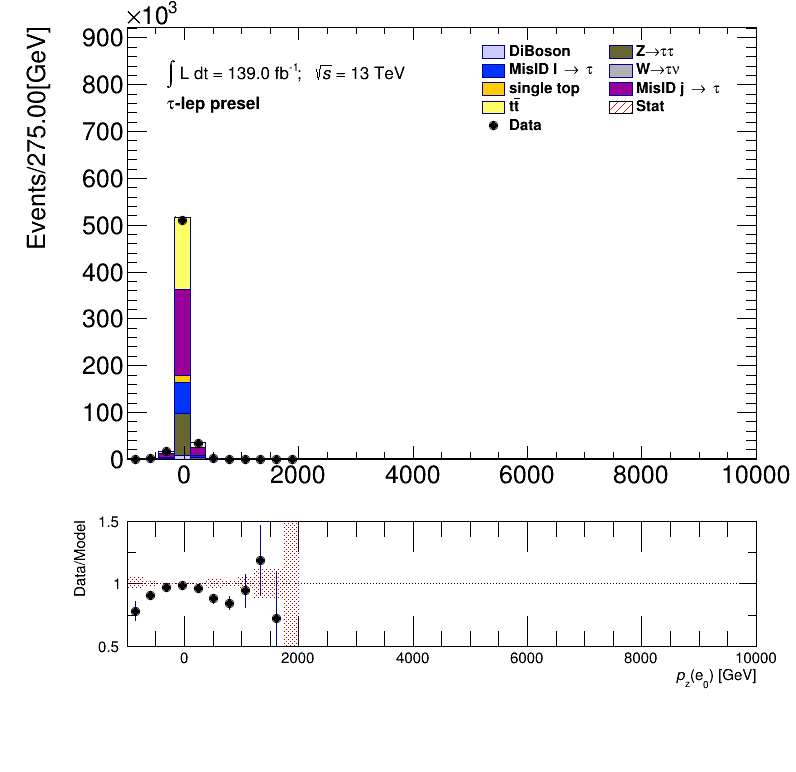 ×10³
Events/275.00[GeV]
900
800
700
600
500
400
300
200
100
0
∫ L dt = 139.0 fb⁻¹; √s = 13 TeV
τ-lep presel
DiBoson
MisID l → τ
single top
tt̄
Data
Z→ττ
W→τν
MisID j → τ
Stat
0 2000 4000 6000 8000 10000
Data/Model
1.5
1
0.5
0 2000 4000 6000 8000 10000
p_z(e_0) [GeV]